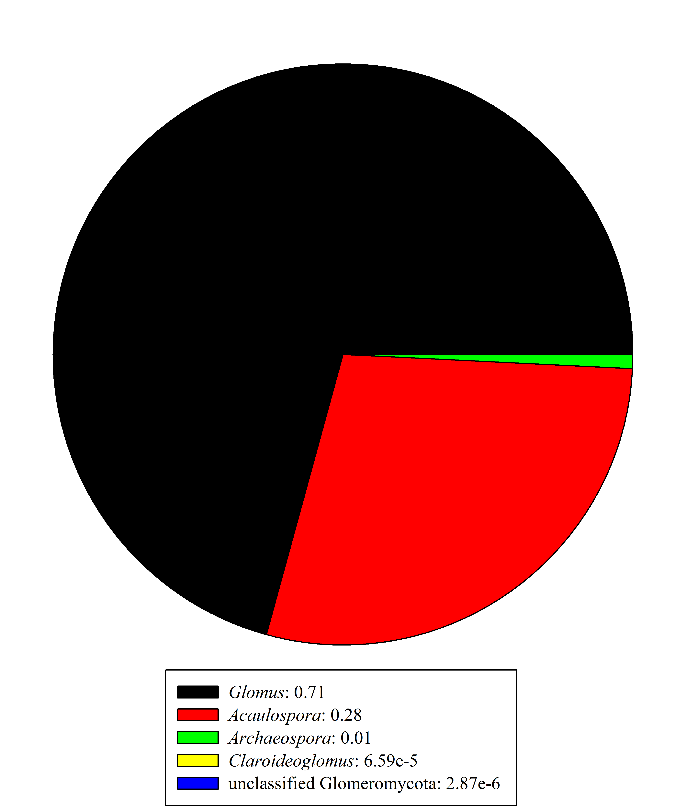 Glomus: 0.71
Acaulospora: 0.28
Archaeospora: 0.01
Claroideoglomus: 6.59e-5
unclassified Glomeromycota: 2.87e-6